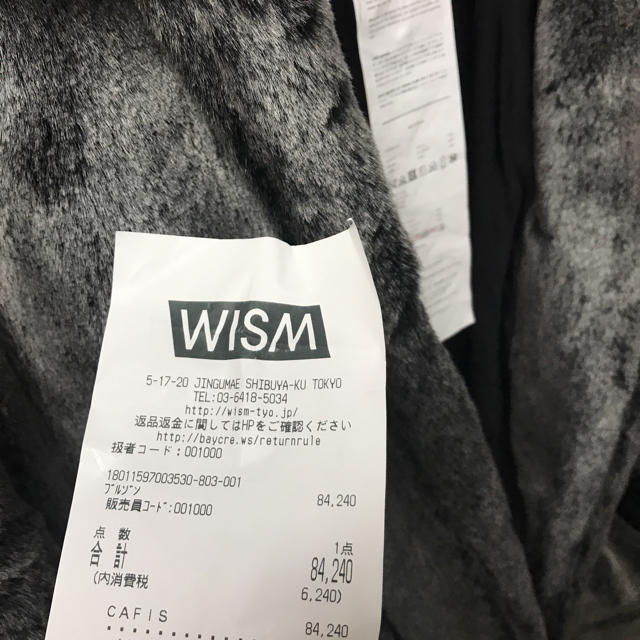 WISM
5-17-20 JINGUMAE SHIBUYA-KU TOKYO
TEL:03-6418-5034
http://wism-tyo.jp/
返品返金に関してはHPをご確認ください
http://baycre.ws/returnrule
扱者コード:001000
18011597003530-803-001
ブルゾン 84,240
販売員コード:001000
点 数 1点
合 計 84,240
(内消費税 6,240)
CAFIS 84,240